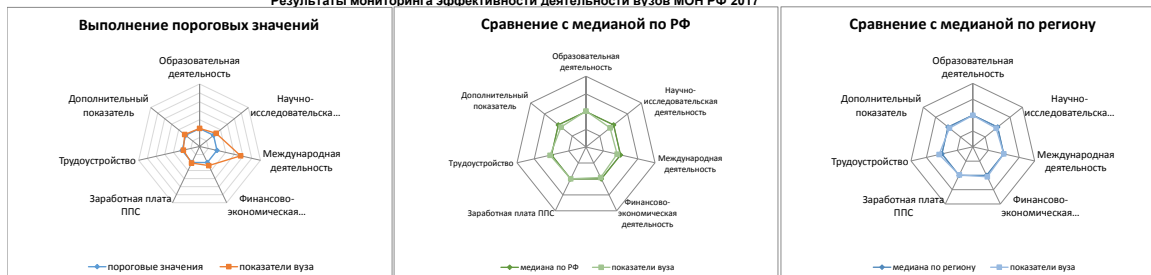 Результаты мониторинга эффективности деятельности вузов МОН РФ 2017
Выполнение пороговых значений
Образовательная
деятельность
Научно-
исследовательска...
Международная
деятельность
Финансово-
экономическая...
Заработная плата
ППС
Трудоустройство
Дополнительный
показатель
пороговые значения
показатели вуза
Сравнение с медианой по РФ
Образовательная
деятельность
Научно-
исследовательская
деятельность
Международная
деятельность
Финансово-
экономическая
деятельность
Заработная плата ППС
Трудоустройство
Дополнительный
показатель
медиана по РФ
показатели вуза
Сравнение с медианой по региону
Образовательная
деятельность
Научно-
исследовательска...
Международная
деятельность
Финансово-
экономическая...
Заработная плата
ППС
Трудоустройство
Дополнительный
показатель
медиана по региону
показатели вуза